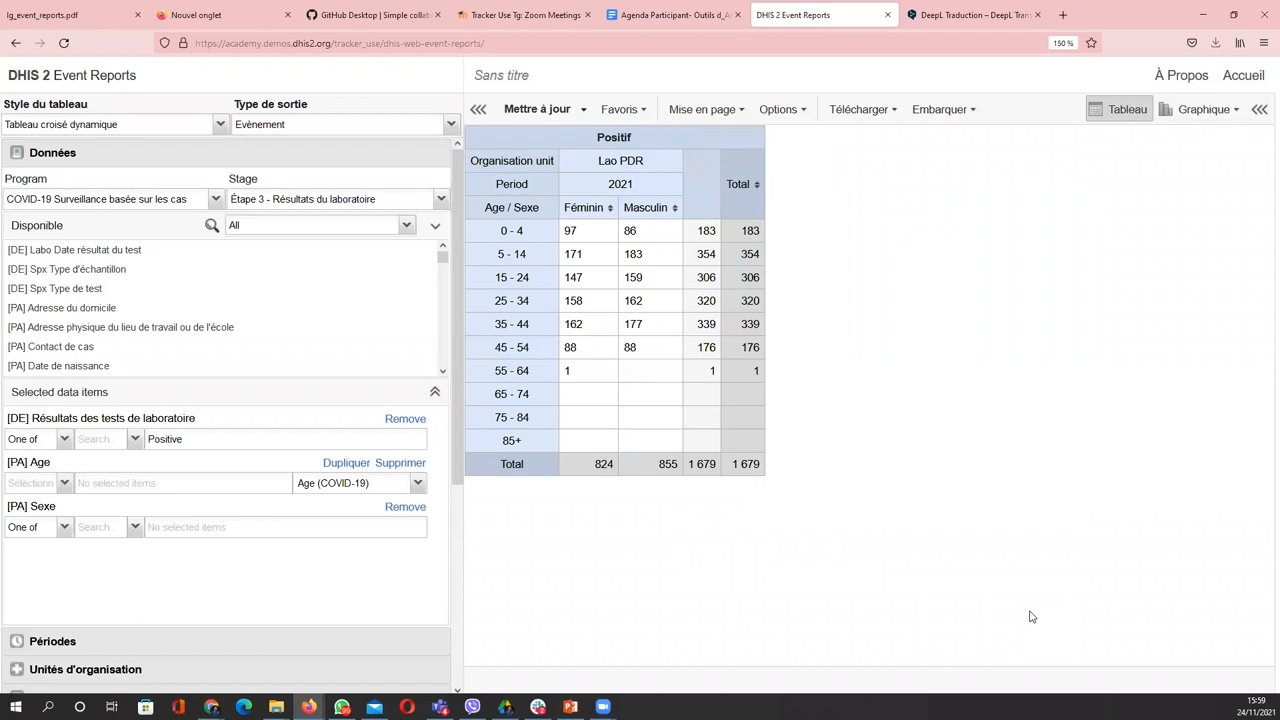 lg_event_reports.pdf
Nouvel onglet
GitHub Desktop | Simple collab
Tracker Use Tg: Zoom Meetings
Agenda Participant- Outils d_A
DHIS 2 Event Reports
DeepL Traduction – DeepL Tran
https://academy.demos.dhis2.org/tracker_use/dhis-web-event-reports/
150 %
DHIS 2 Event Reports
Sans titre
À Propos
Accueil
Style du tableau
Type de sortie
Tableau croisé dynamique
Evènement
Mettre à jour
Favoris
Mise en page
Options
Télécharger
Embarquer
Tableau
Graphique
Données
Program
Stage
COVID-19 Surveillance basée sur les cas
Étape 3 - Résultats du laboratoire
Disponible
All
[DE] Labo Date résultat du test
[DE] Spx Type d'échantillon
[DE] Spx Type de test
[PA] Adresse du domicile
[PA] Adresse physique du lieu de travail ou de l'école
[PA] Contact de cas
[PA] Date de naissance
Selected data items
[DE] Résultats des tests de laboratoire
Remove
One of
Search..
Positive
[PA] Age
Dupliquer Supprimer
Sélectionn
No selected items
Age (COVID-19)
[PA] Sexe
Remove
One of
Search..
No selected items
Périodes
Unités d'organisation
Positif
Organisation unit Lao PDR
Period 2021 Total
Age / Sexe Féminin Masculin
0 - 4 97 86 183 183
5 - 14 171 183 354 354
15 - 24 147 159 306 306
25 - 34 158 162 320 320
35 - 44 162 177 339 339
45 - 54 88 88 176 176
55 - 64 1 1 1
65 - 74
75 - 84
85+
Total 824 855 1 679 1 679
15:59
24/11/2021